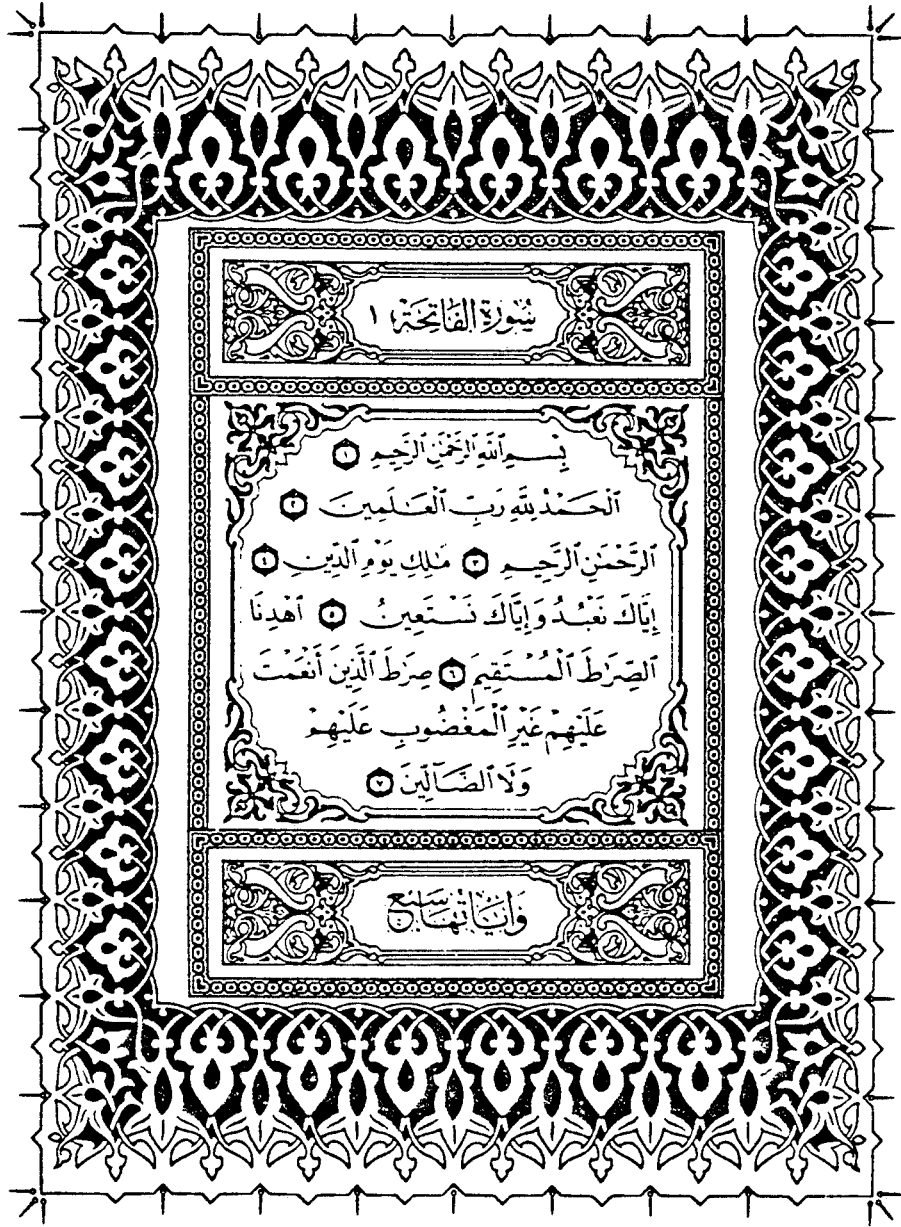 سُورَةُ الفَاتِحَة ١
بِسْمِ ٱللَّهِ ٱلرَّحْمَٰنِ ٱلرَّحِيمِ ١
ٱلْحَمْدُ لِلَّهِ رَبِّ ٱلْعَٰلَمِينَ ٢
ٱلرَّحْمَٰنِ ٱلرَّحِيمِ ٣ مَٰلِكِ يَوْمِ ٱلدِّينِ ٤
إِيَّاكَ نَعْبُدُ وَإِيَّاكَ نَسْتَعِينُ ٥ ٱهْدِنَا
ٱلصِّرَٰطَ ٱلْمُسْتَقِيمَ ٦ صِرَٰطَ ٱلَّذِينَ أَنْعَمْتَ
عَلَيْهِمْ غَيْرِ ٱلْمَغْضُوبِ عَلَيْهِمْ
وَلَا ٱلضَّآلِّينَ ٧
وَآيَاتُهَا سَبْعٌ